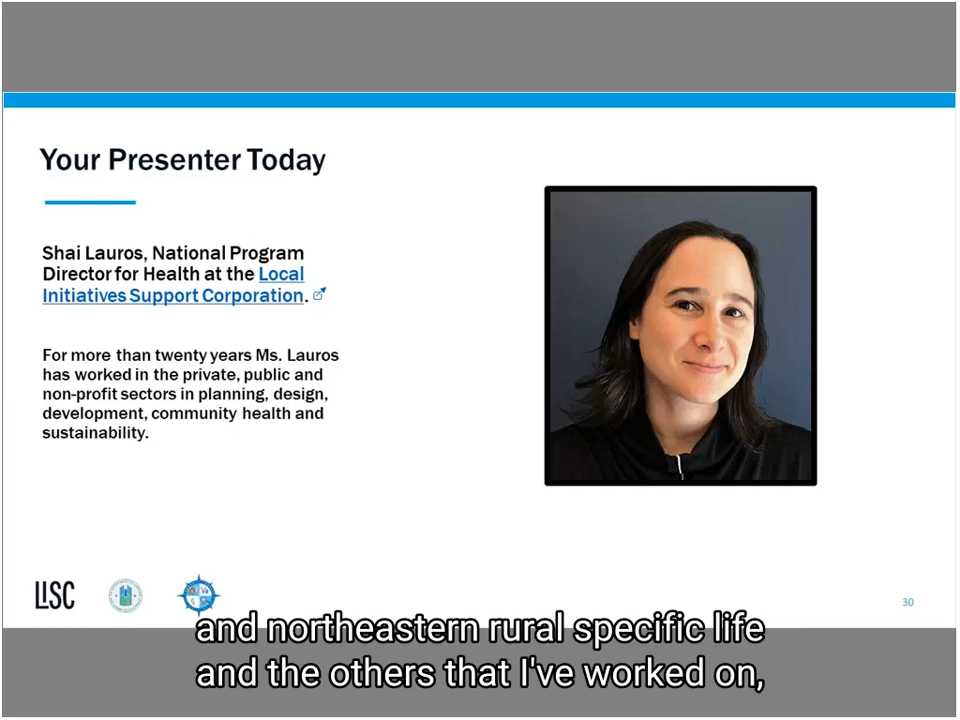 Your Presenter Today
Shai Lauros, National Program
Director for Health at the Local
Initiatives Support Corporation.
For more than twenty years Ms. Lauros
has worked in the private, public and
non-profit sectors in planning, design,
development, community health and
sustainability.
LISC
30
and northeastern rural specific life
and the others that I've worked on,